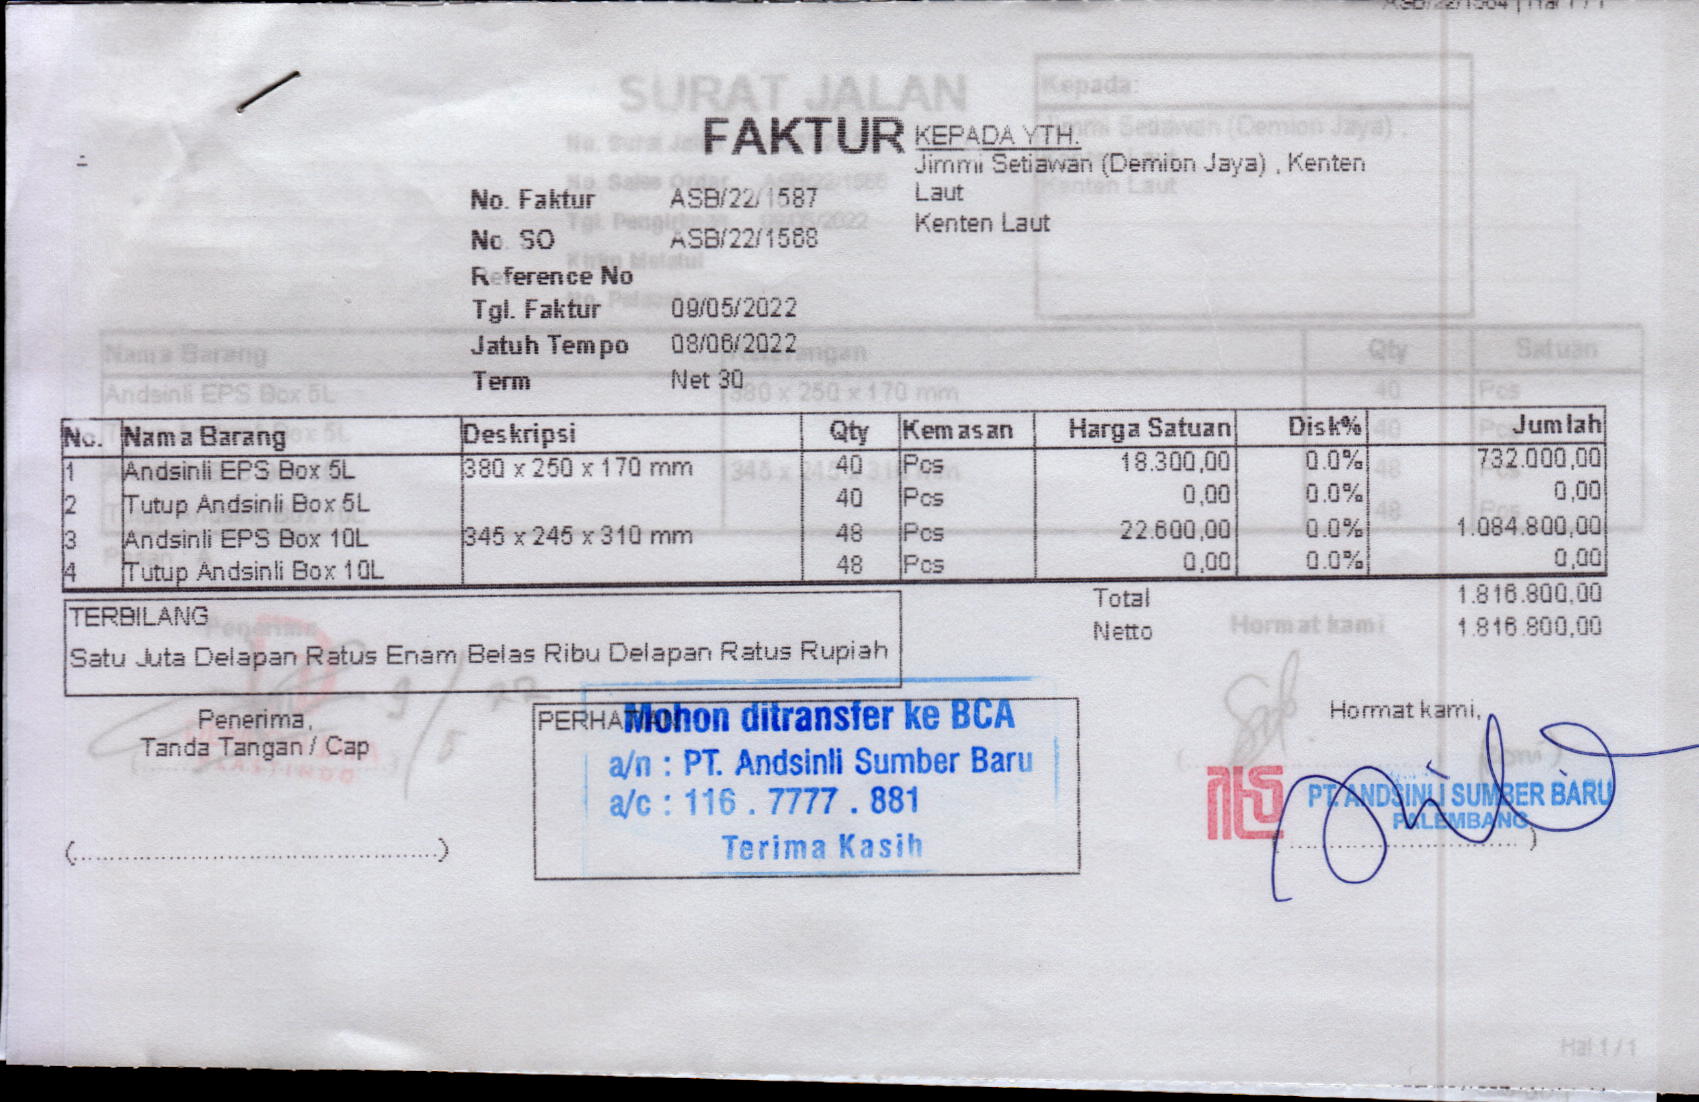 SURAT JALAN
Kepada:
FAKTUR
KEPADA YTH.
Jimmi Setiawan (Demion Jaya) , Kenten
Laut
Kenten Laut
No. Faktur ASB/22/1587
No. SO ASB/22/1568
Reference No
Tgl. Faktur 09/05/2022
Jatuh Tempo 08/06/2022
Term Net 30
No. Nama Barang Deskripsi Qty Kemasan Harga Satuan Disk% Jumlah
1 Andsinli EPS Box 5L 380 x 250 x 170 mm 40 Pcs 18.300,00 0.0% 732.000,00
2 Tutup Andsinli Box 5L 40 Pcs 0,00 0.0% 0,00
3 Andsinli EPS Box 10L 345 x 245 x 310 mm 48 Pcs 22.600,00 0.0% 1.084.800,00
4 Tutup Andsinli Box 10L 48 Pcs 0,00 0.0% 0,00
Total 1.816.800,00
Netto 1.816.800,00
TERBILANG
Satu Juta Delapan Ratus Enam Belas Ribu Delapan Ratus Rupiah
Penerima,
Tanda Tangan / Cap
(....................)
PERHATIAN
Mohon ditransfer ke BCA
a/n : PT. Andsinli Sumber Baru
a/c : 116 . 7777 . 881
Terima Kasih
Hormat kami
Hormat kami,
PT. ANDSINLI SUMBER BARU
PALEMBANG
Hal 1 / 1